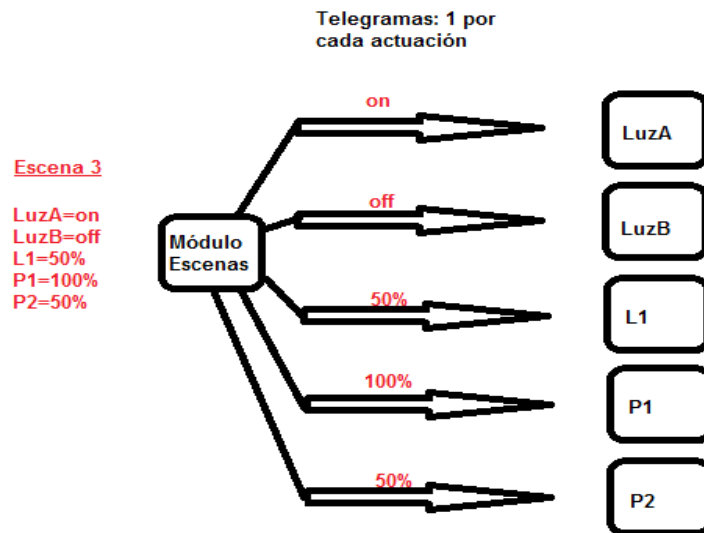 Telegramas: 1 por
cada actuación
Escena 3
LuzA=on
LuzB=off
L1=50%
P1=100%
P2=50%
Módulo
Escenas
on
LuzA
off
LuzB
50%
L1
100%
P1
50%
P2